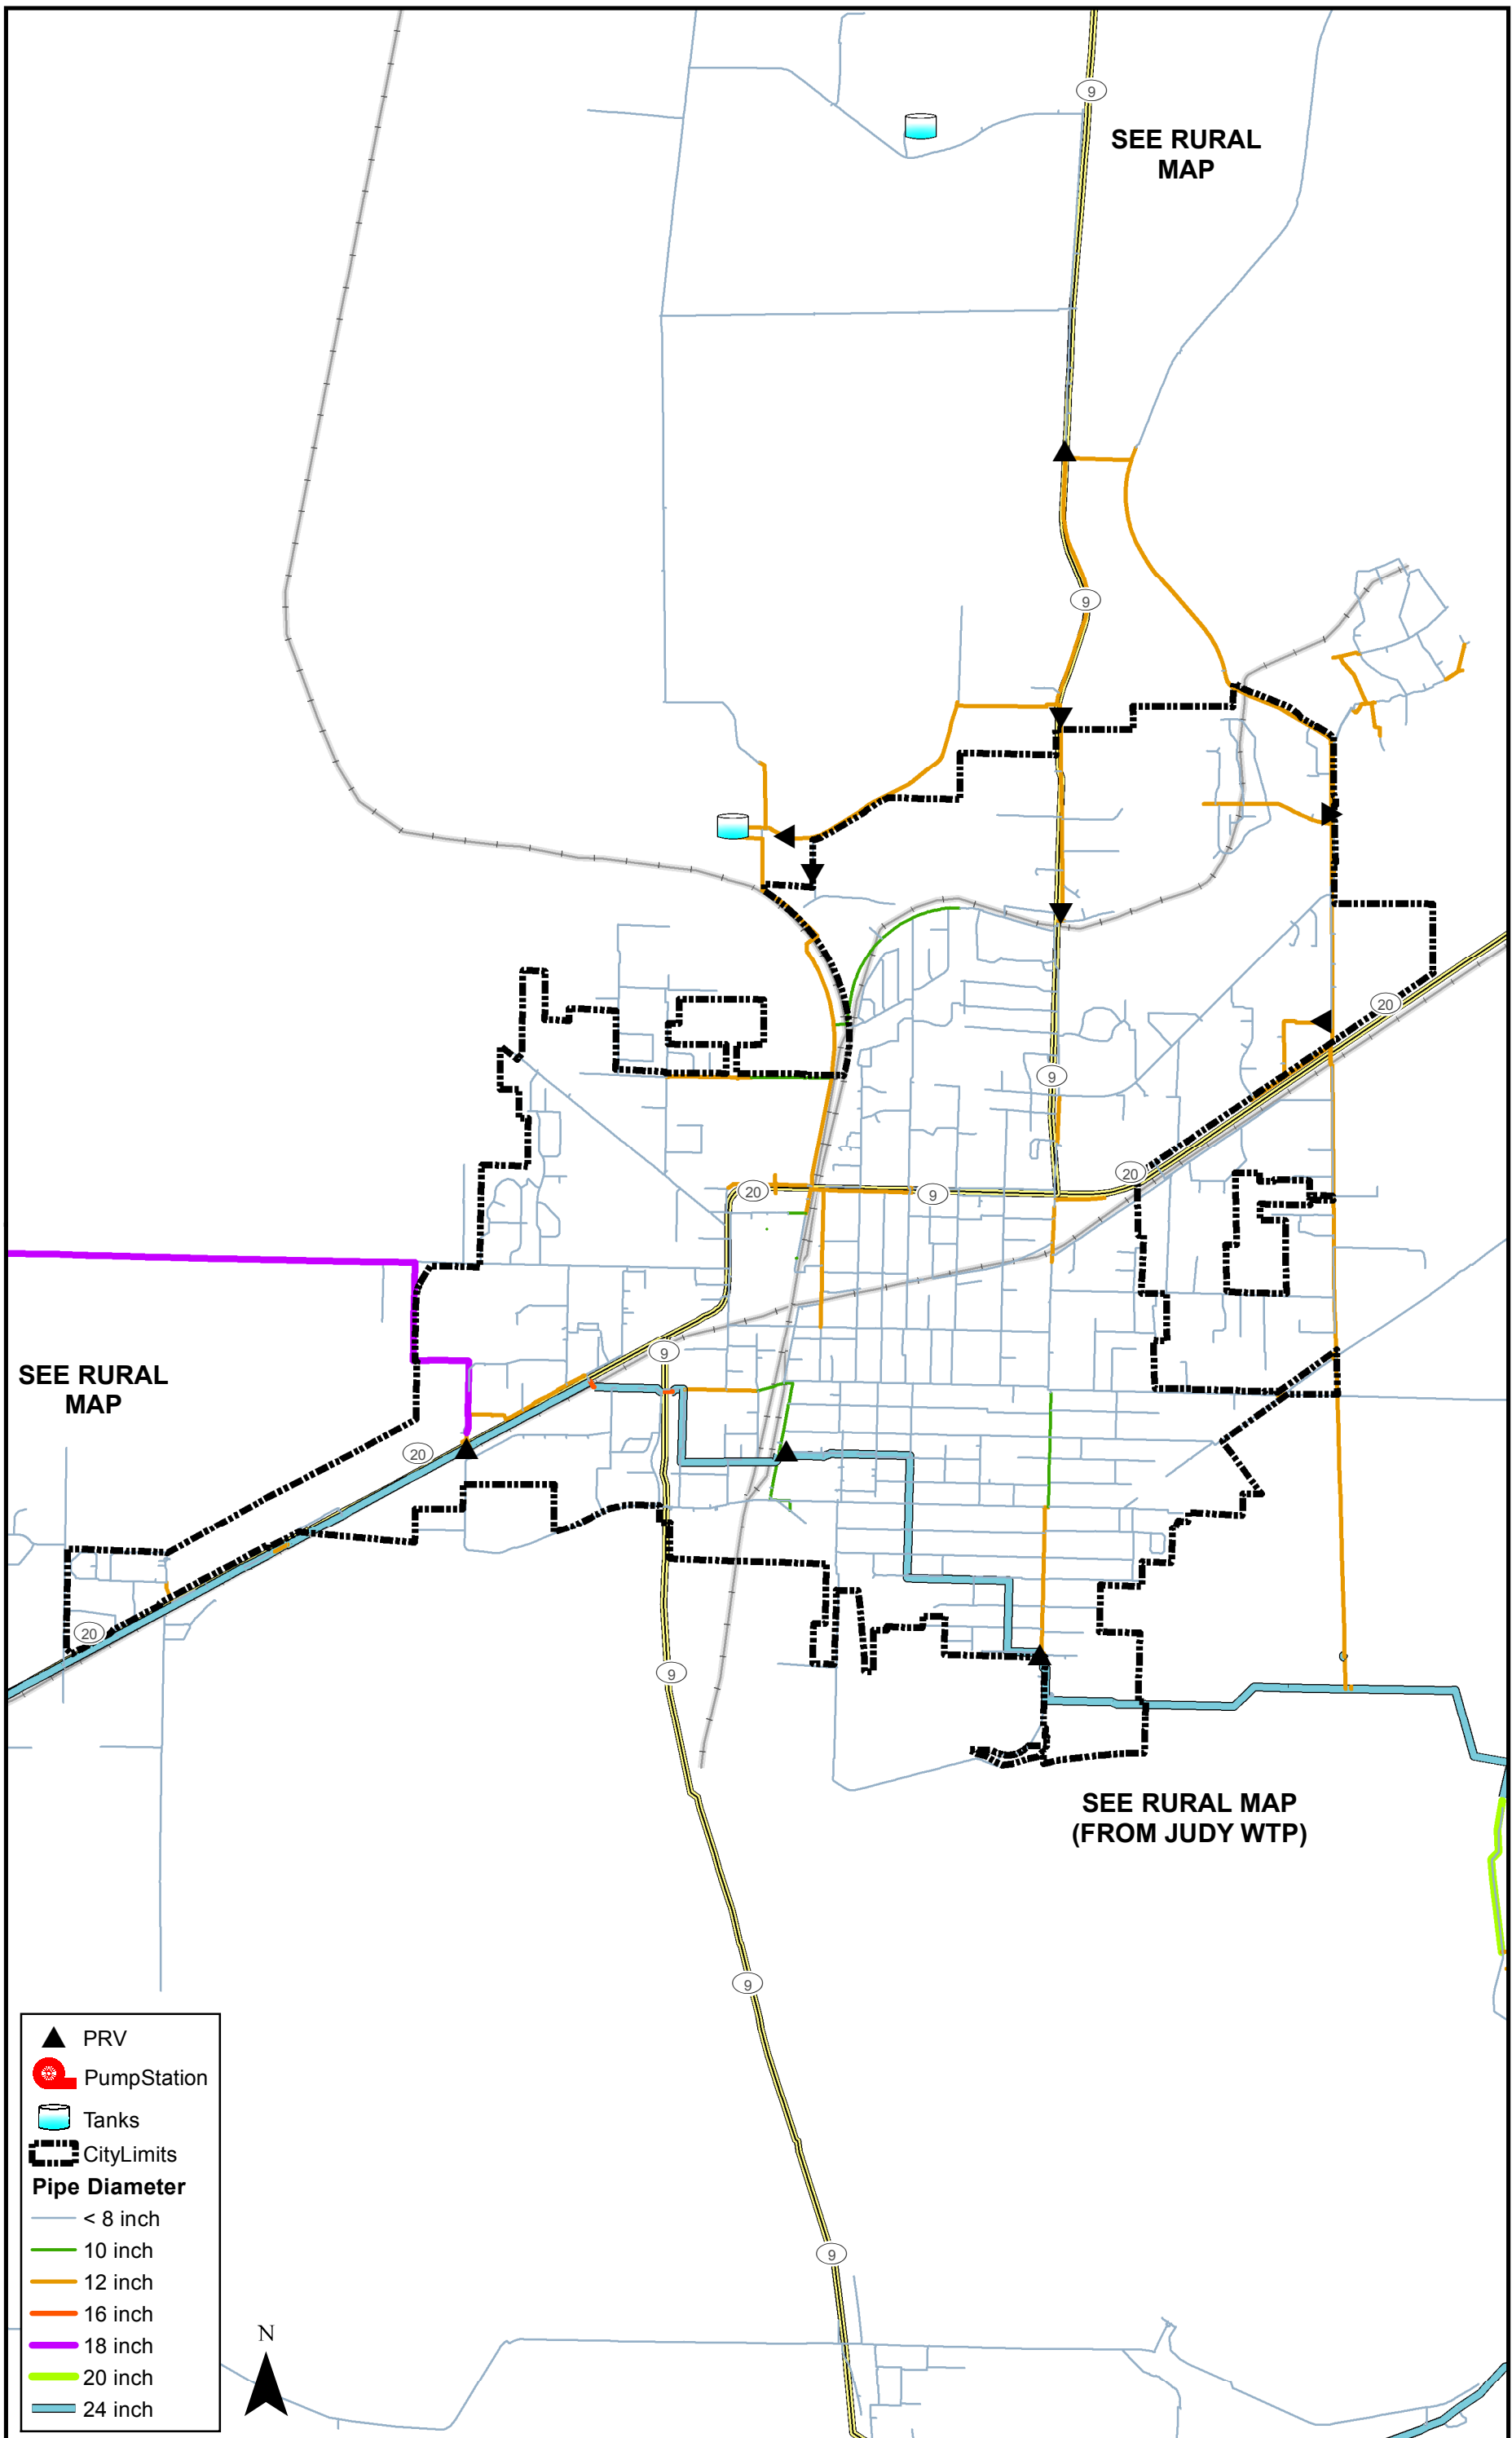 9
SEE RURAL
MAP
9
20
9
20
20
9
9
SEE RURAL
MAP
20
20
9
SEE RURAL MAP
(FROM JUDY WTP)
9
PRV
PumpStation
Tanks
CityLimits
Pipe Diameter
< 8 inch
10 inch
12 inch
16 inch
18 inch
20 inch
24 inch
N
9